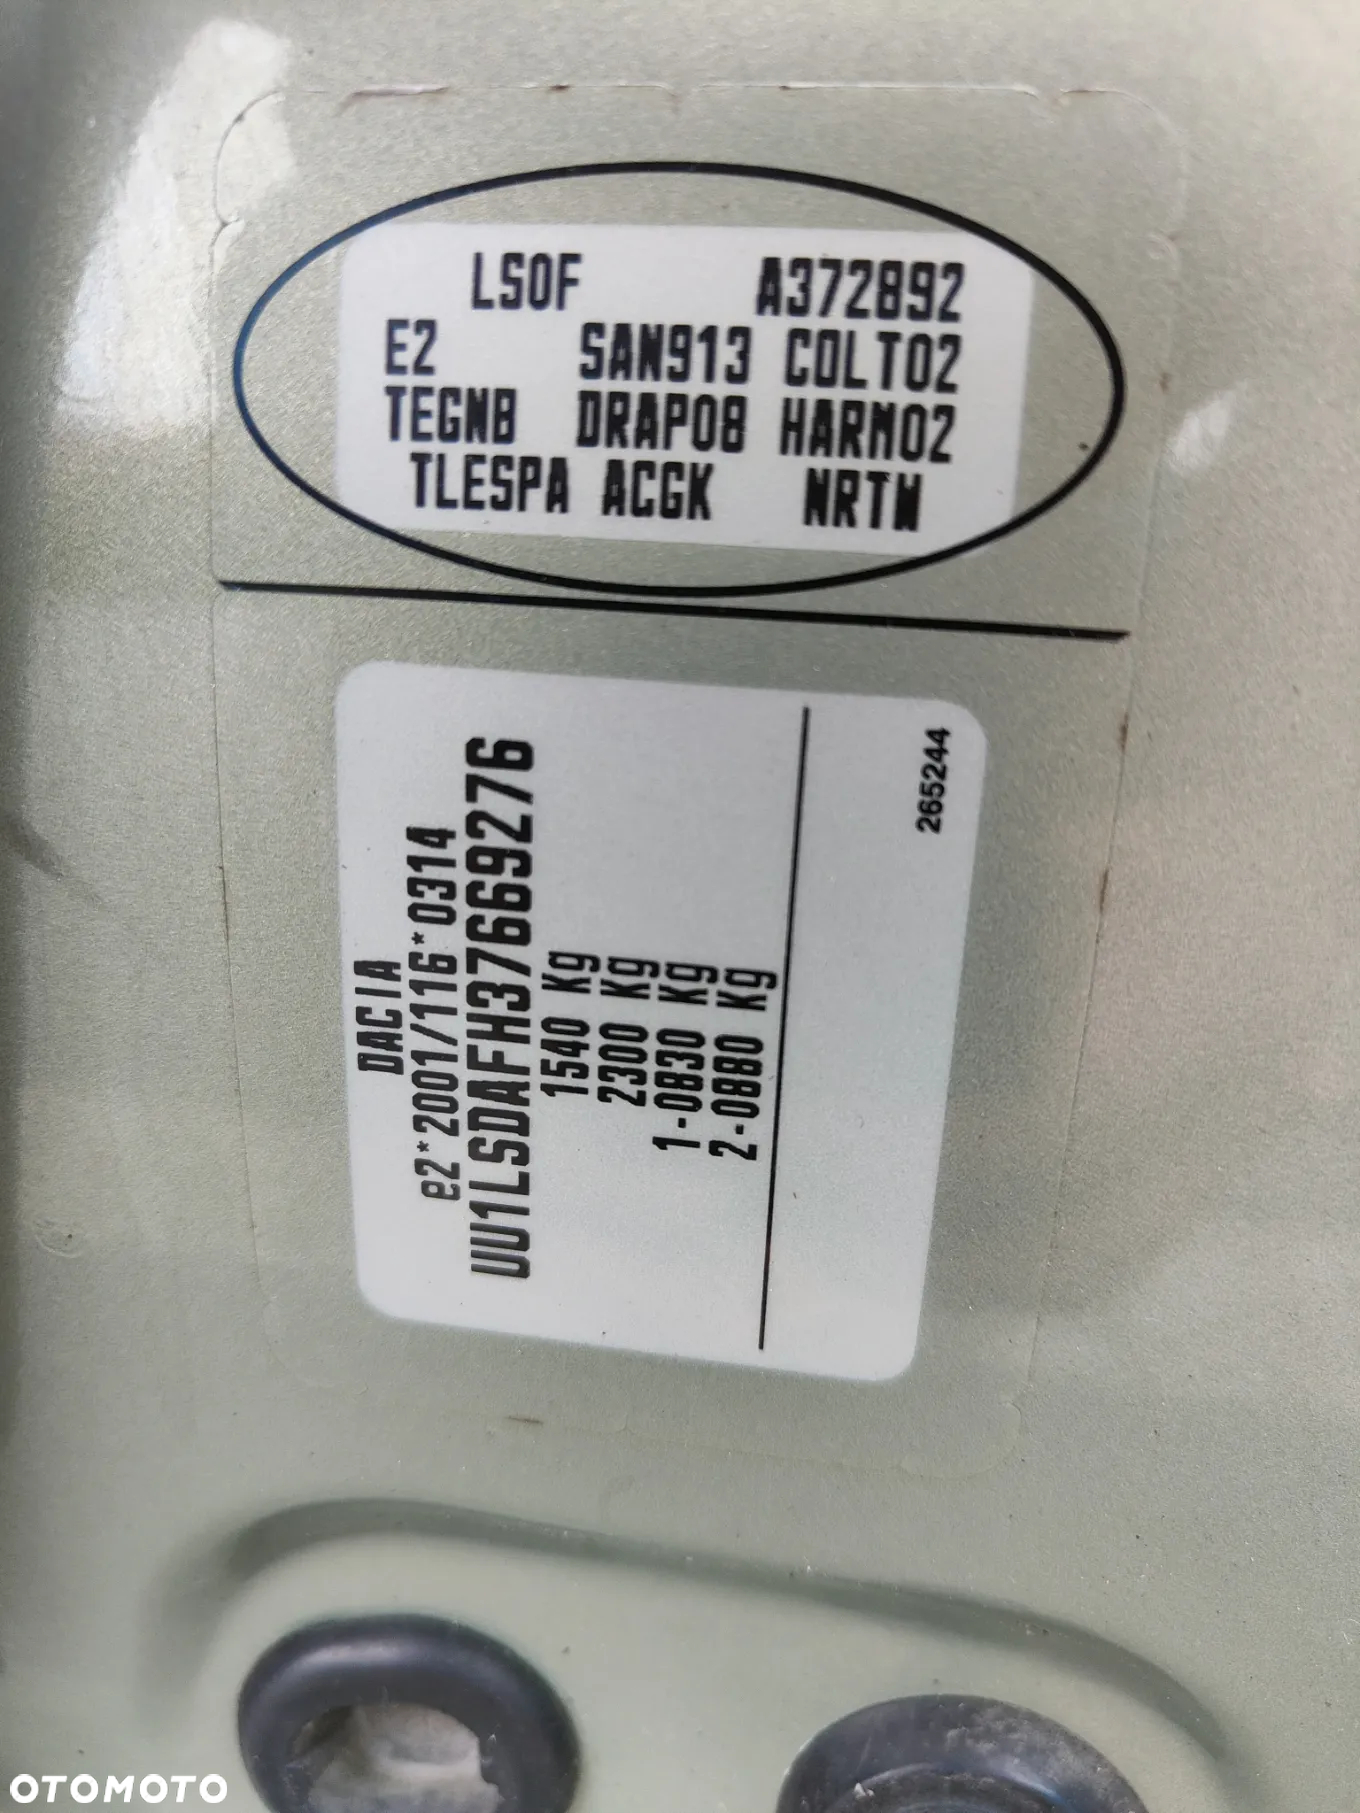 LS0F A372892
E2 SAN913 COLT02
TEGNB DRAP08 HARM02
TLESPA ACGK NRTW
DACIA
e2*2001/116*0314
UU1LSDAFH37669276
1540 Kg
2300 Kg
1-0830 Kg
2-0880 Kg
265244
OTOMOTO